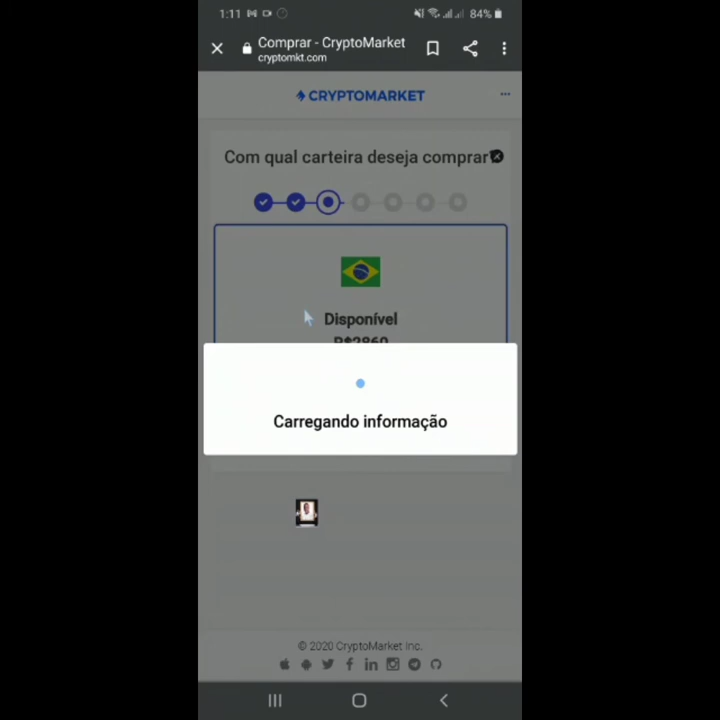 1:11
84%
Comprar - CryptoMarket
cryptomkt.com
CRYPTOMARKET
Com qual carteira deseja comprar
Disponível
R$2860
Carregando informação
© 2020 CryptoMarket Inc.